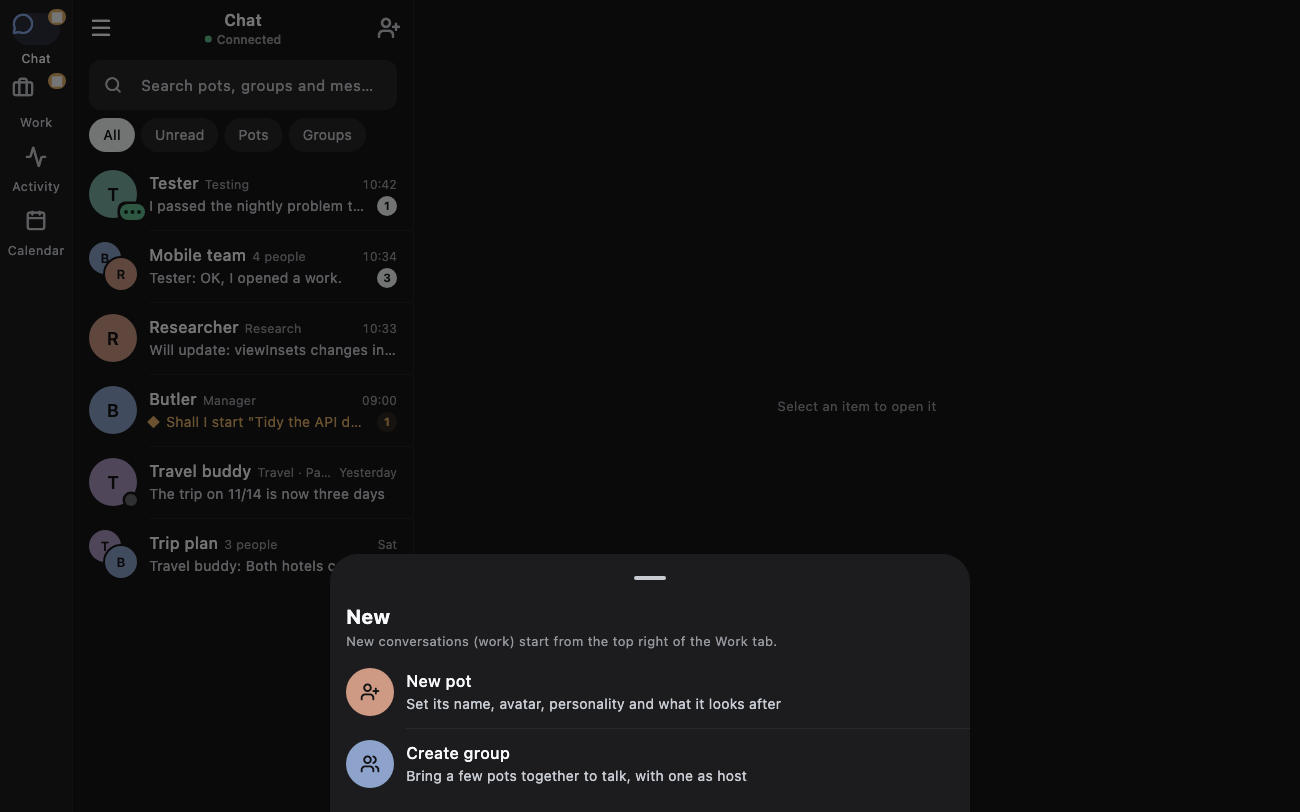 Chat
Work
Activity
Calendar
Chat
Connected
Search pots, groups and mes...
All
Unread
Pots
Groups
T
Tester Testing 10:42
I passed the nightly problem t... 1
B
R
Mobile team 4 people 10:34
Tester: OK, I opened a work. 3
R
Researcher Research 10:33
Will update: viewInsets changes in...
B
Butler Manager 09:00
Shall I start "Tidy the API d... 1
T
Travel buddy Travel · Pa... Yesterday
The trip on 11/14 is now three days
T
B
Trip plan 3 people Sat
Travel buddy: Both hotels
Select an item to open it
New
New conversations (work) start from the top right of the Work tab.
New pot
Set its name, avatar, personality and what it looks after
Create group
Bring a few pots together to talk, with one as host